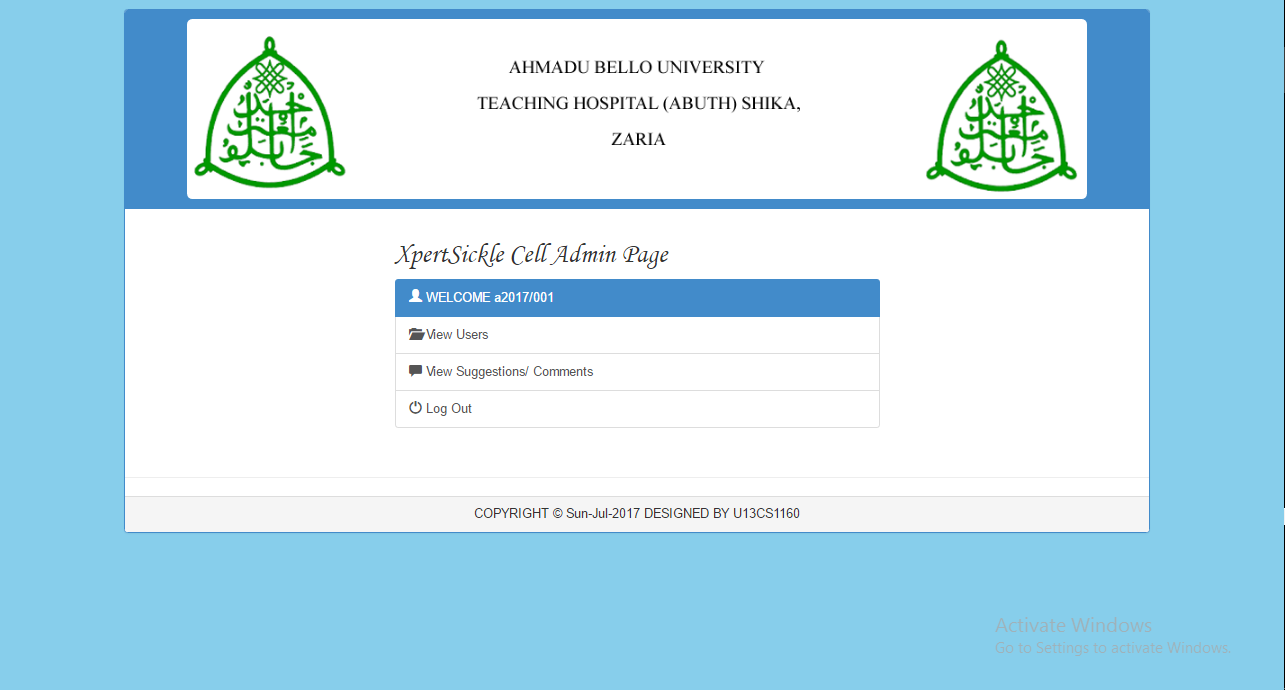 AHMADU BELLO UNIVERSITY
TEACHING HOSPITAL (ABUTH) SHIKA,
ZARIA
XpertSickle Cell Admin Page
WELCOME a2017/001
View Users
View Suggestions/ Comments
Log Out
COPYRIGHT © Sun-Jul-2017 DESIGNED BY U13CS1160
Activate Windows
Go to Settings to activate Windows.